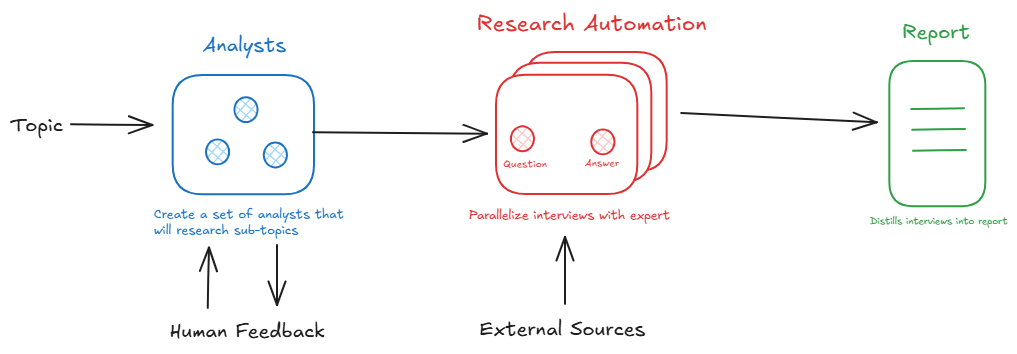 Research Automation
Report
Analysts
Topic
Question
Answer
Create a set of analysts that
will research sub-topics
Parallelize interviews with expert
Distills interviews into report
Human Feedback
External Sources